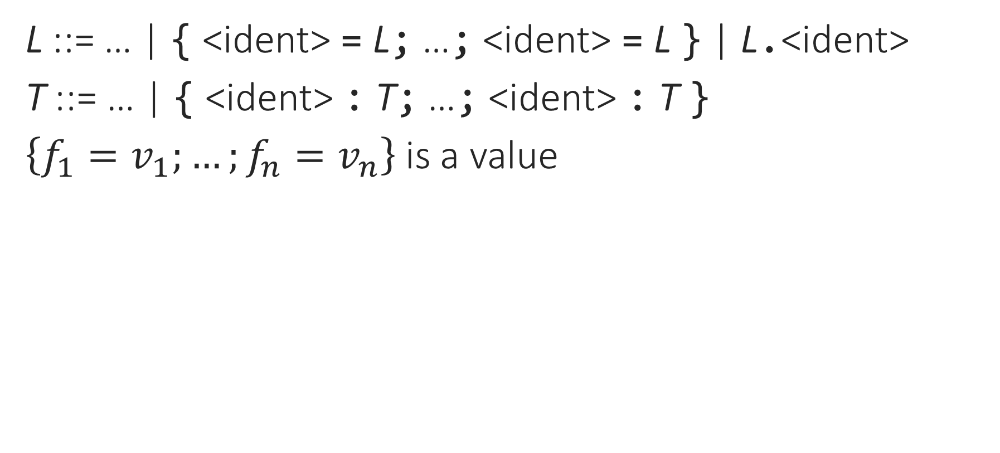 L ::= … | { <ident> = L; …; <ident> = L } | L.<ident>
T ::= … | { <ident> : T; …; <ident> : T }
{f₁ = v₁; …; fₙ = vₙ} is a value